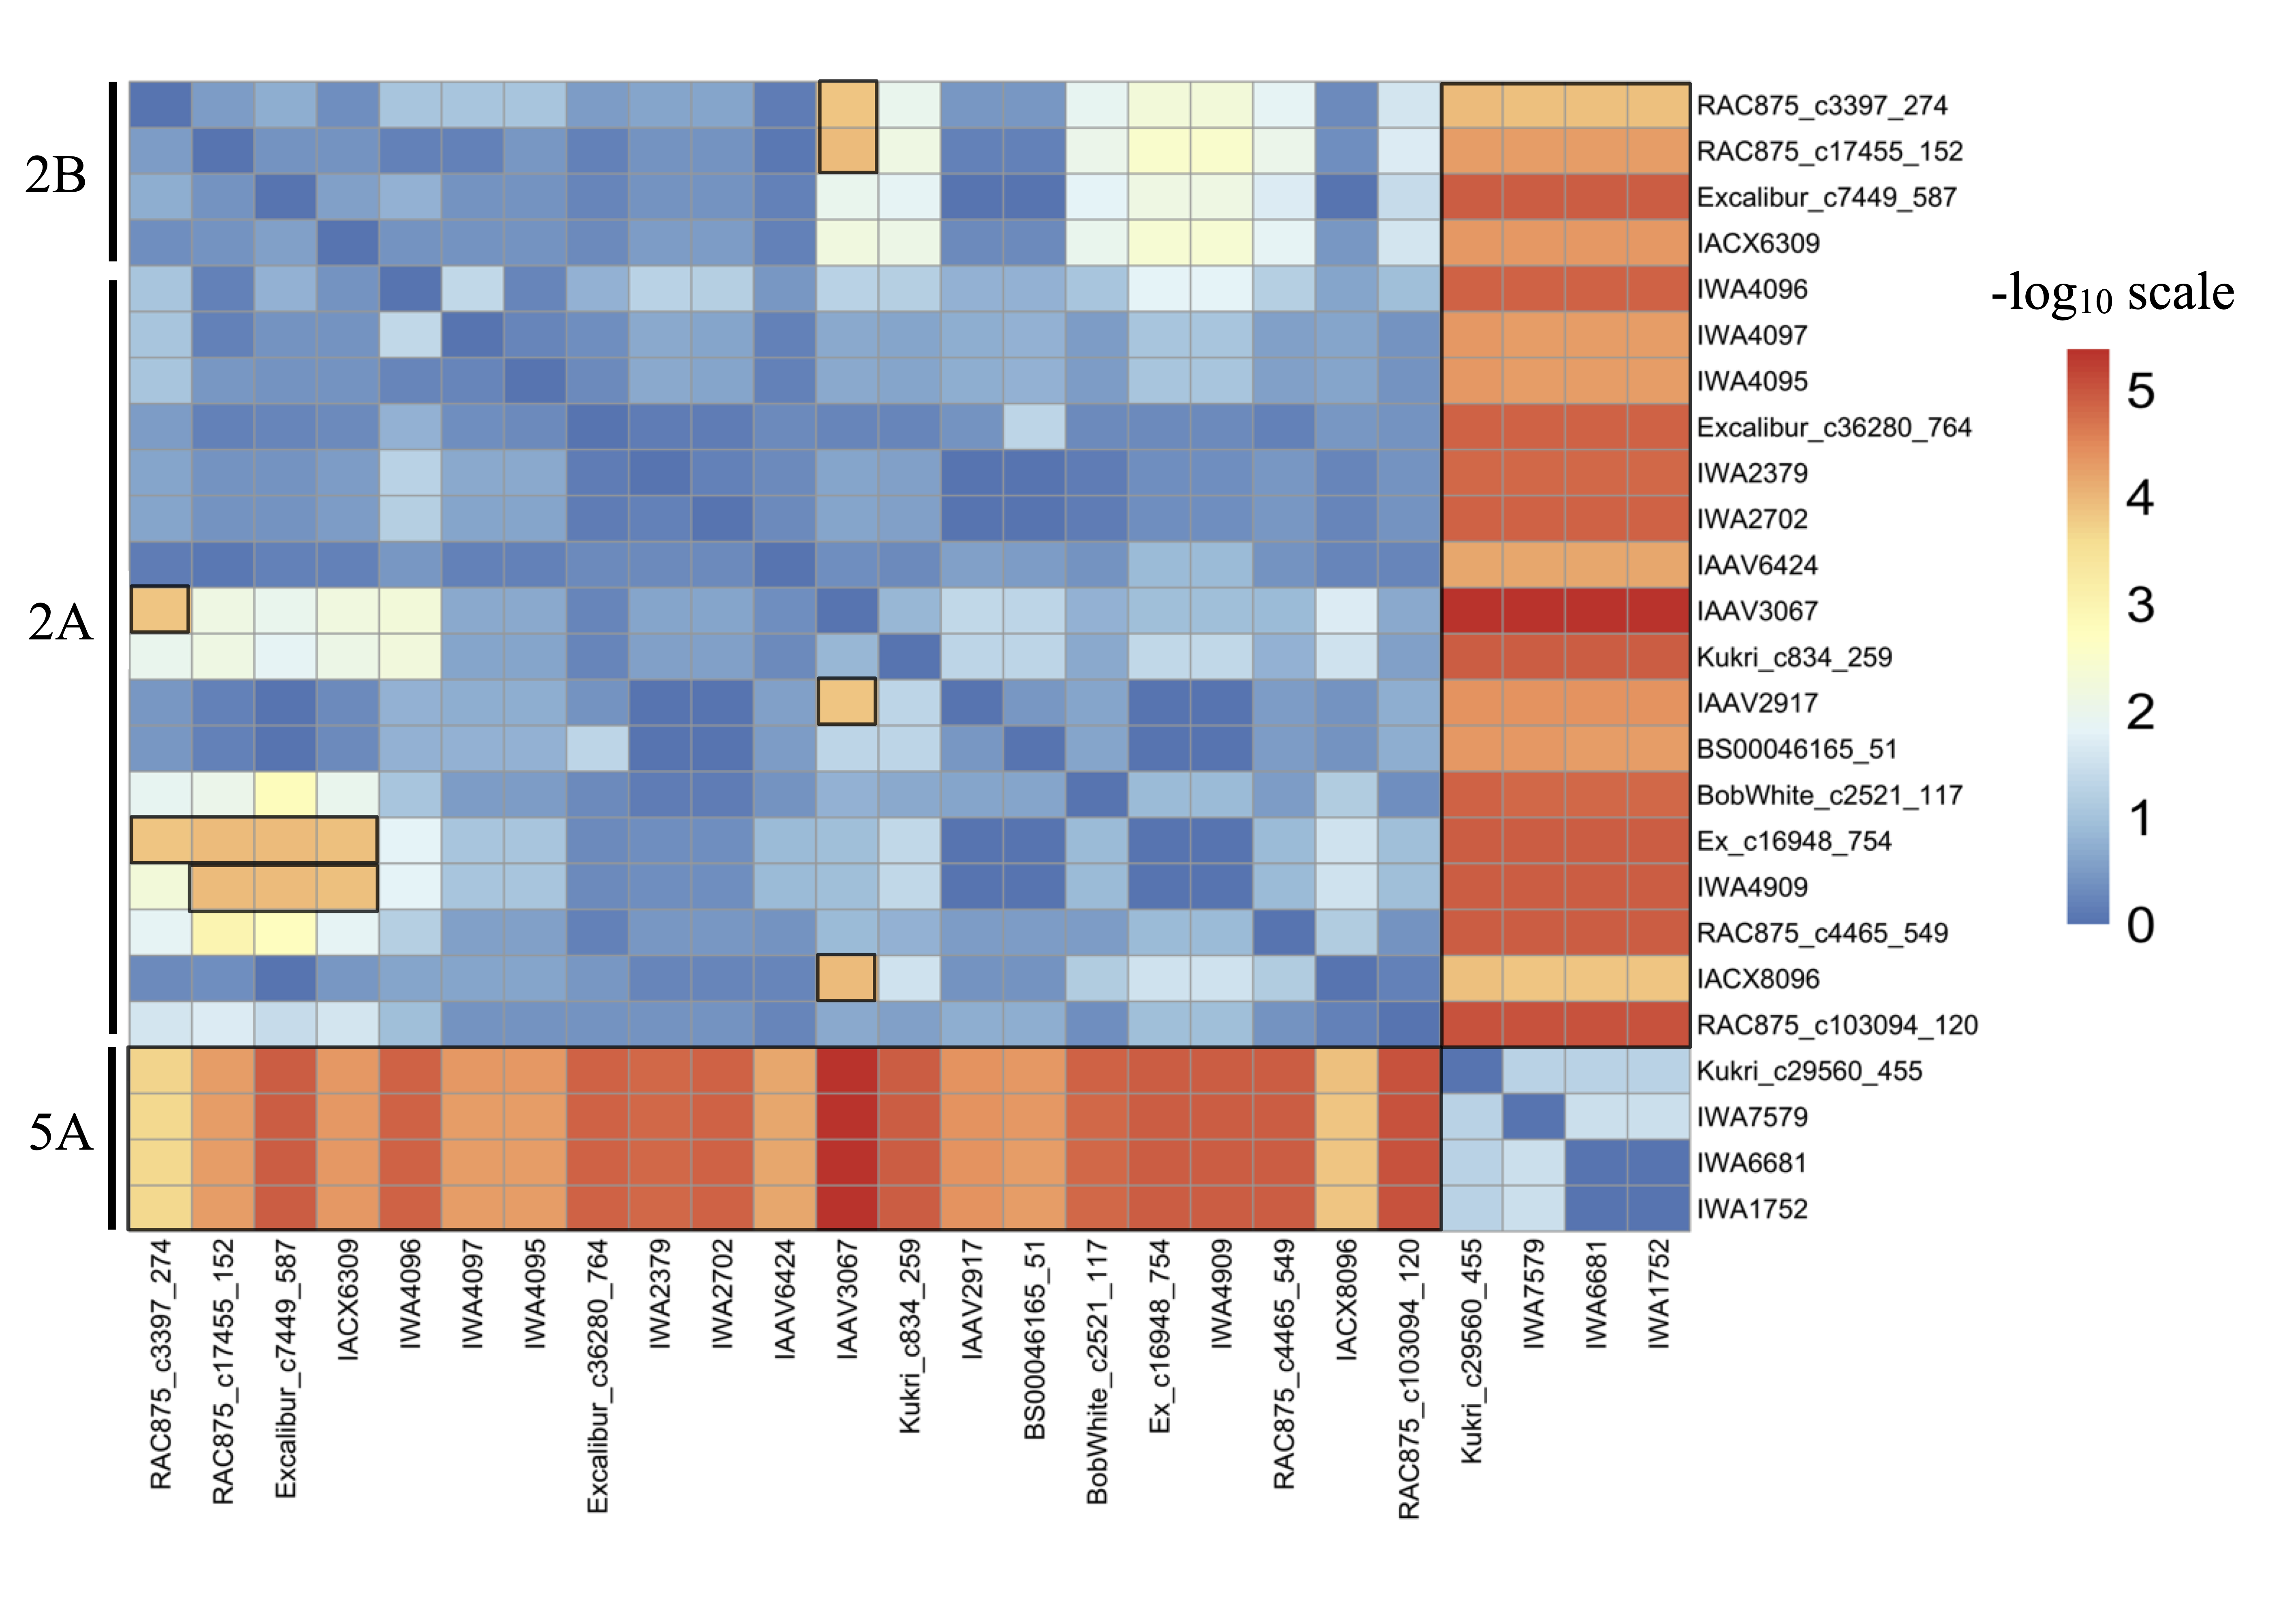 2B
2A
5A
RAC875_c3397_274
RAC875_c17455_152
Excalibur_c7449_587
IACX6309
IWA4096
IWA4097
IWA4095
Excalibur_c36280_764
IWA2379
IWA2702
IAAV6424
IAAV3067
Kukri_c834_259
IAAV2917
BS00046165_51
BobWhite_c2521_117
Ex_c16948_754
IWA4909
RAC875_c4465_549
IACX8096
RAC875_c103094_120
Kukri_c29560_455
IWA7579
IWA6681
IWA1752
-log10 scale
5
4
3
2
1
0
RAC875_c3397_274
RAC875_c17455_152
Excalibur_c7449_587
IACX6309
IWA4096
IWA4097
IWA4095
Excalibur_c36280_764
IWA2379
IWA2702
IAAV6424
IAAV3067
Kukri_c834_259
IAAV2917
BS00046165_51
BobWhite_c2521_117
Ex_c16948_754
IWA4909
RAC875_c4465_549
IACX8096
RAC875_c103094_120
Kukri_c29560_455
IWA7579
IWA6681
IWA1752